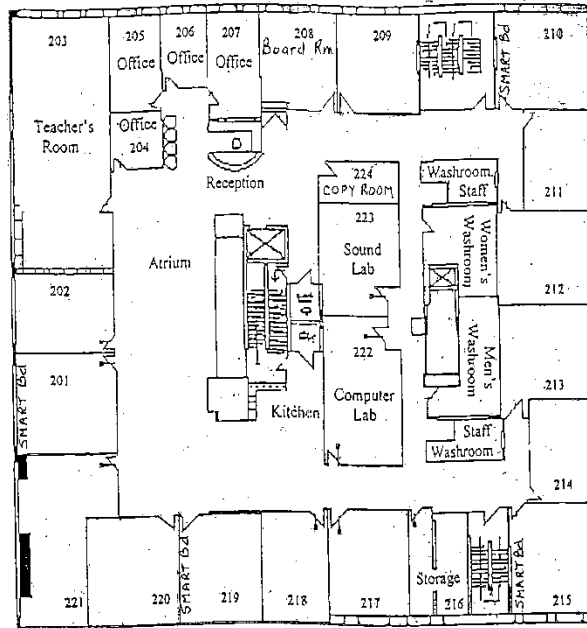 203
205
Office
206
Office
207
Office
208
Board Rm
209
SMART Bd
210
Teacher's
Room
Office
204
Reception
224
COPY ROOM
Washroom
Staff
211
223
Sound
Lab
Women's
Washroom
212
Atrium
202
222
Computer
Lab
Men's
Washroom
213
201
SMART Bd
Kitchen
Staff
Washroom
214
221
220
SMART Bd
219
218
217
Storage
216
SMART Bd
215